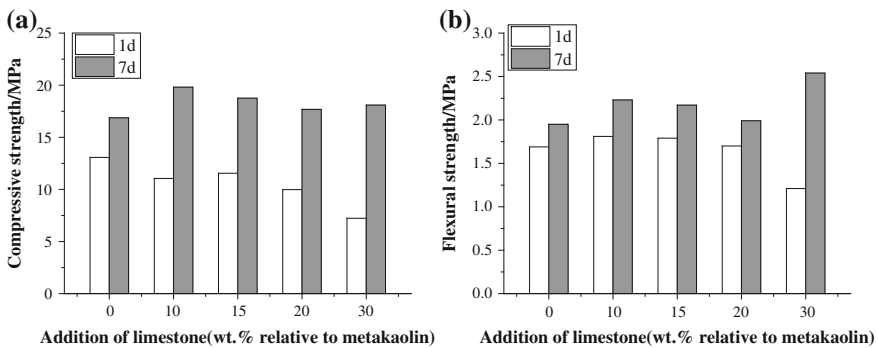 (a)
25
20
15
10
5
0
Compressive strength/MPa
1d
7d
0 10 15 20 30
Addition of limestone(wt.% relative to metakaolin)
(b)
3.0
2.5
2.0
1.5
1.0
0.5
0.0
Flexural strength/MPa
1d
7d
0 10 15 20 30
Addition of limestone(wt.% relative to metakaolin)